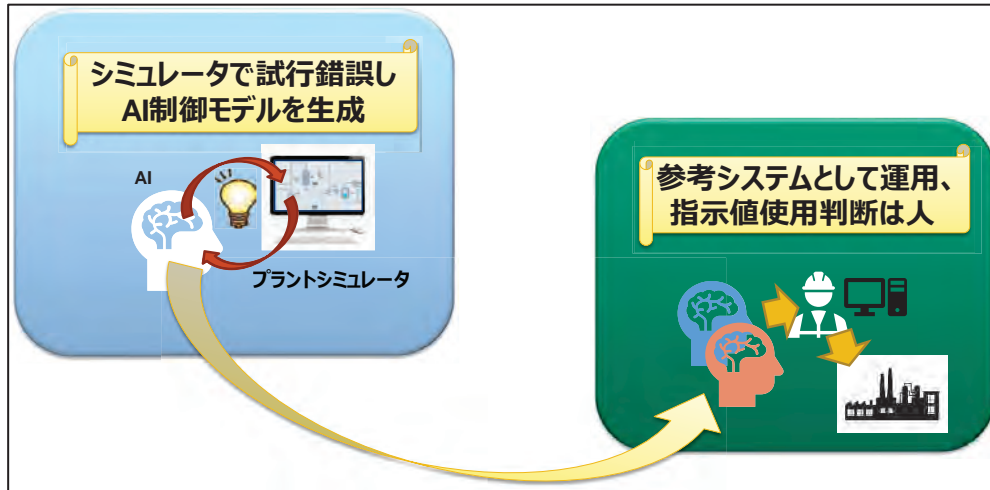 シミュレータで試行錯誤し
AI制御モデルを生成
AI
プラントシミュレータ
参考システムとして運用、
指示値使用判断は人